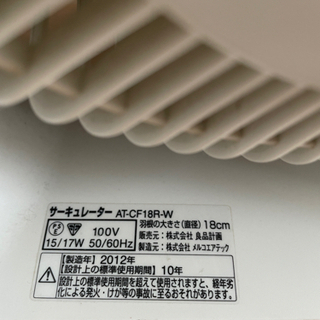 サーキュレーター AT-CF18R-W
100V
15/17W 50/60Hz
羽根の大きさ(直径) 18cm
販売元：株式会社 良品計画
製造元：株式会社 メルコエアテック
【製造年】2012年
【設計上の標準使用期間】10年
設計上の標準使用期間を超えて使用されますと、経年劣
化による発火・けが等の事故に至るおそれがあります。